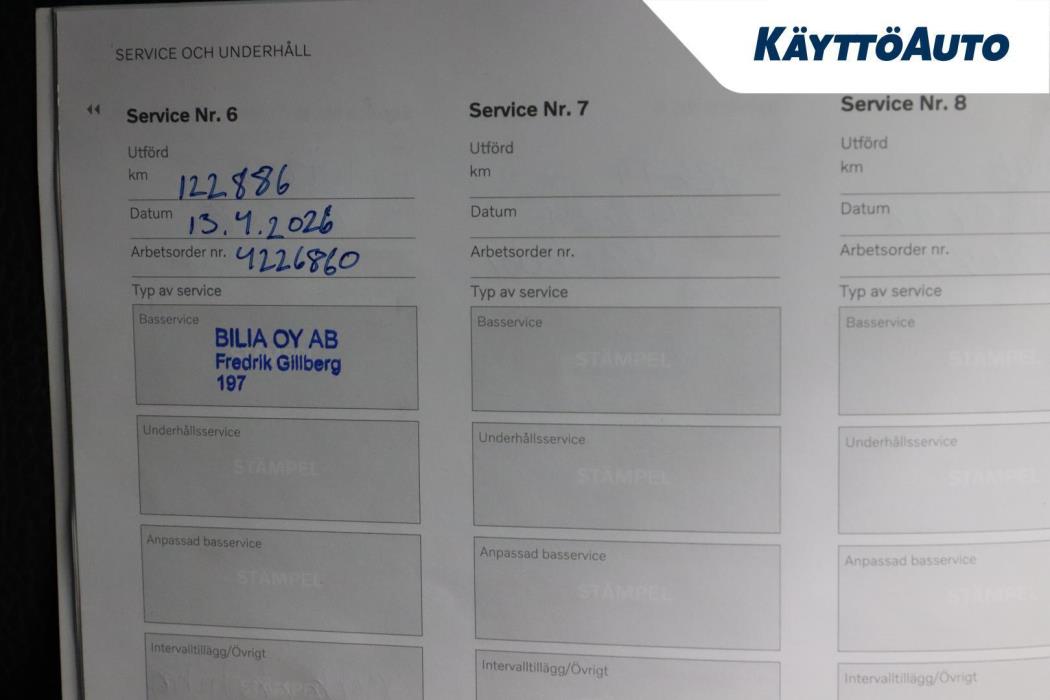 KÄYTTÖAUTO
SERVICE OCH UNDERHÅLL
Service Nr. 6
Utförd
km 122886
Datum 13.4.2026
Arbetsorder nr. 4226860
Typ av service
Basservice
BILIA OY AB
Fredrik Gillberg
197
Underhållsservice
STÄMPEL
Anpassad basservice
STÄMPEL
Intervalltillägg/Övrigt
STÄMPEL
Service Nr. 7
Utförd
km
Datum
Arbetsorder nr.
Typ av service
Basservice
STÄMPEL
Underhållsservice
STÄMPEL
Anpassad basservice
STÄMPEL
Intervalltillägg/Övrigt
Service Nr. 8
Utförd
km
Datum
Arbetsorder nr.
Typ av service
Basservice
STÄMPEL
Underhållsservice
STÄMPEL
Anpassad basservice
STÄMPEL
Intervalltillägg/Övrigt